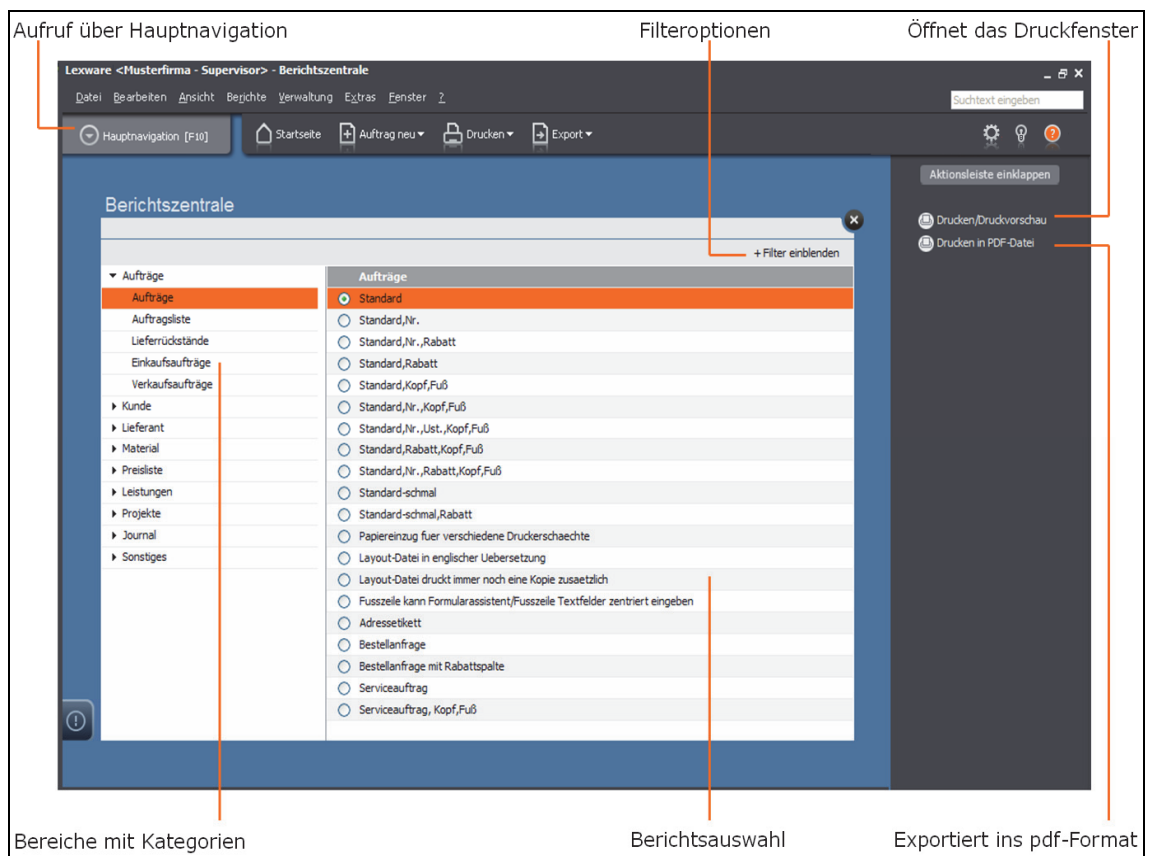 Aufruf über Hauptnavigation
Filteroptionen
Öffnet das Druckfenster
Lexware <Musterfirma - Supervisor> - Berichtszentrale
Datei Bearbeiten Ansicht Berichte Verwaltung Extras Fenster ?
Suchtext eingeben
Hauptnavigation [F10]
Startseite
Auftrag neu
Drucken
Export
Aktionsleiste einklappen
Berichtszentrale
Drucken/Druckvorschau
Drucken in PDF-Datei
+ Filter einblenden
Aufträge
Aufträge
Auftragsliste
Lieferrückstände
Einkaufsaufträge
Verkaufsaufträge
Kunde
Lieferant
Material
Preisliste
Leistungen
Projekte
Journal
Sonstiges
Aufträge
Standard
Standard,Nr.
Standard,Nr.,Rabatt
Standard,Rabatt
Standard,Kopf,Fuß
Standard,Nr.,Kopf,Fuß
Standard,Nr.,Ust.,Kopf,Fuß
Standard,Rabatt,Kopf,Fuß
Standard,Nr.,Rabatt,Kopf,Fuß
Standard-schmal
Standard-schmal,Rabatt
Papiereinzug fuer verschiedene Druckerschaechte
Layout-Datei in englischer Uebersetzung
Layout-Datei druckt immer noch eine Kopie zusaetzlich
Fusszeile kann Formularassistent/Fusszeile Textfelder zentriert eingeben
Adressetikett
Bestellanfrage
Bestellanfrage mit Rabattspalte
Serviceauftrag
Serviceauftrag, Kopf,Fuß
Bereiche mit Kategorien
Berichtsauswahl
Exportiert ins pdf-Format